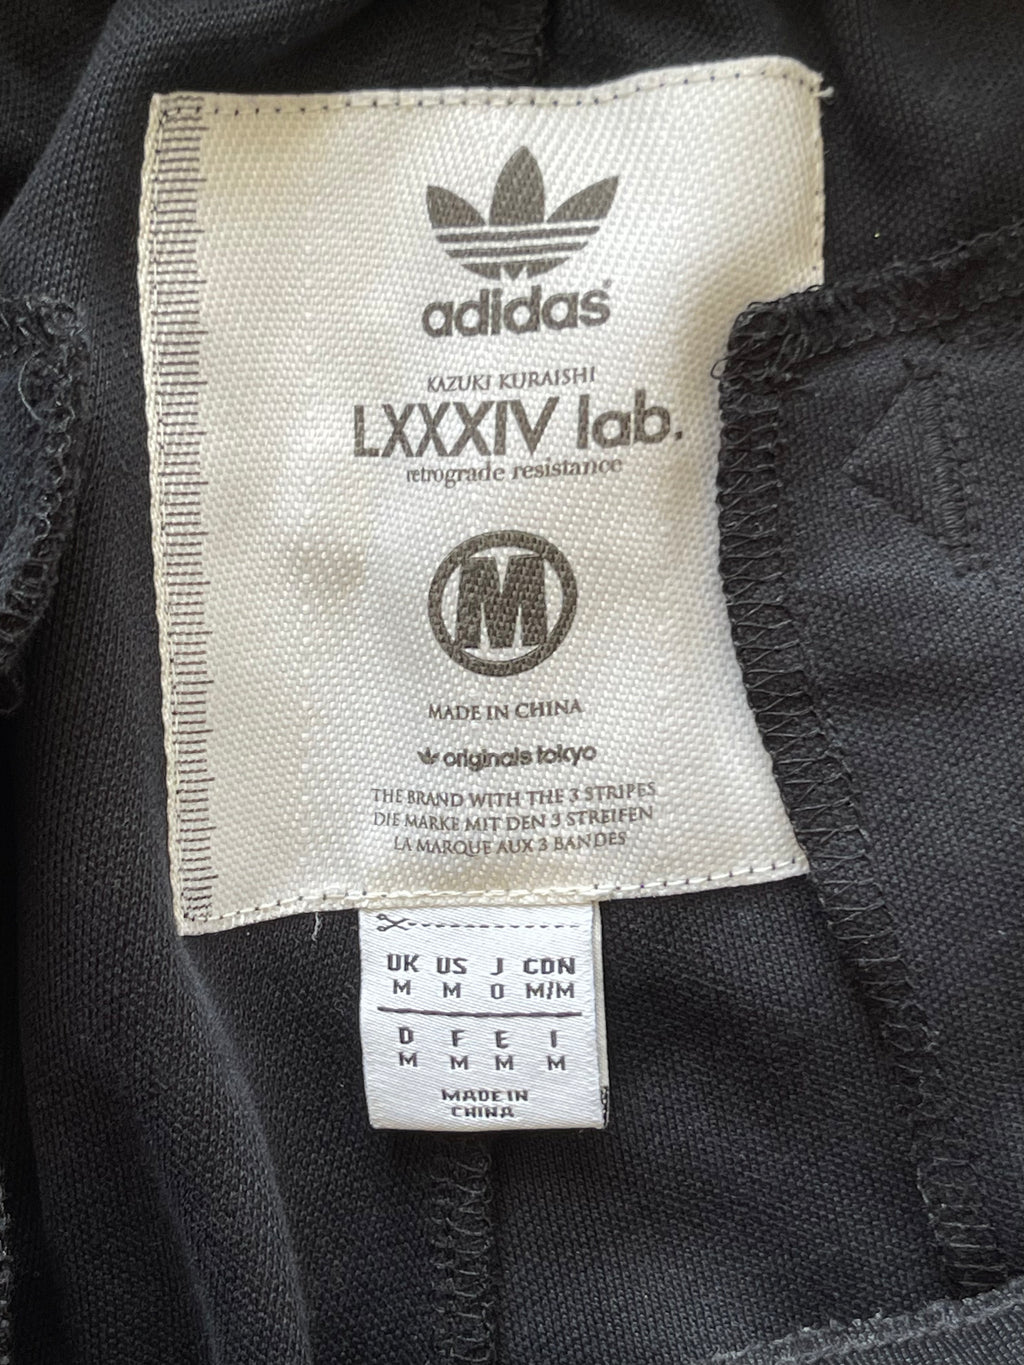 adidas
KAZUKI KURAISHI
LXXXIV lab.
retrograde resistance
M
MADE IN CHINA
originals tokyo
THE BRAND WITH THE 3 STRIPES
DIE MARKE MIT DEN 3 STREIFEN
LA MARQUE AUX 3 BANDES
UK US J CDN
M M O M/M
D F E I
M M M M
MADE IN
CHINA